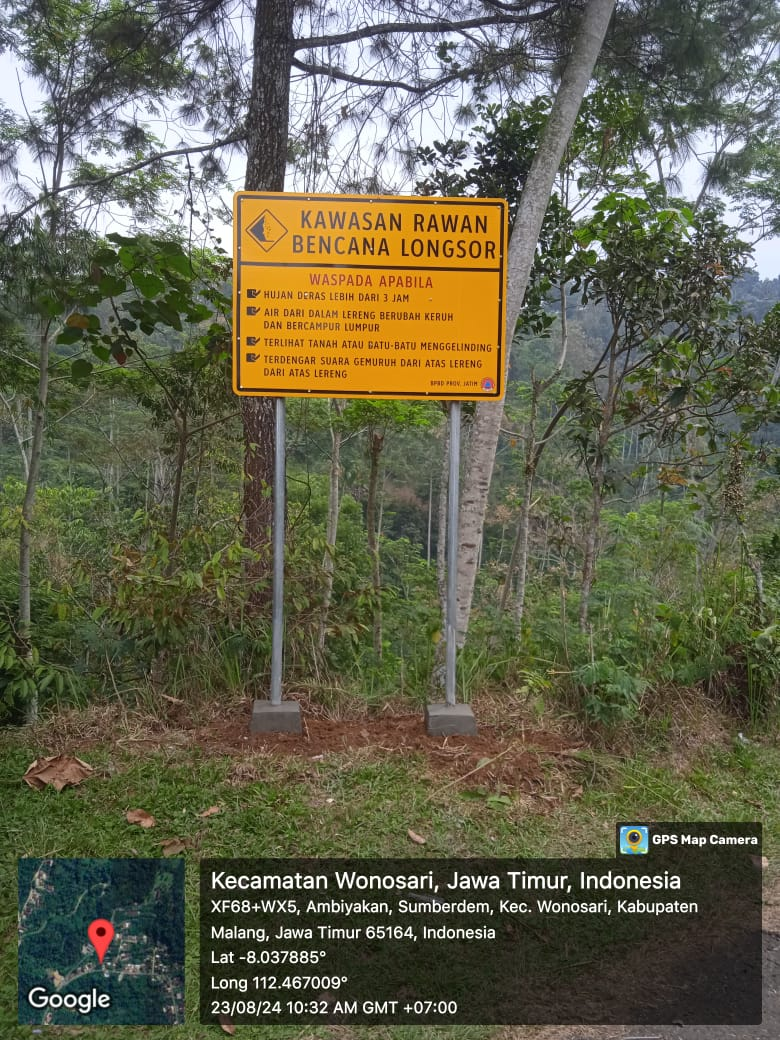 KAWASAN RAWAN
BENCANA LONGSOR
WASPADA APABILA
HUJAN DERAS LEBIH DARI 3 JAM
AIR DARI DALAM LERENG BERUBAH KERUH
DAN BERCAMPUR LUMPUR
TERLIHAT TANAH ATAU BATU-BATU MENGGELINDING
TERDENGAR SUARA GEMURUH DARI ATAS LERENG
DARI ATAS LERENG
BPBD PROV. JATIM
GPS Map Camera
Kecamatan Wonosari, Jawa Timur, Indonesia
XF68+WX5, Ambiyakan, Sumberdem, Kec. Wonosari, Kabupaten
Malang, Jawa Timur 65164, Indonesia
Lat -8.037885°
Long 112.467009°
23/08/24 10:32 AM GMT +07:00
Google